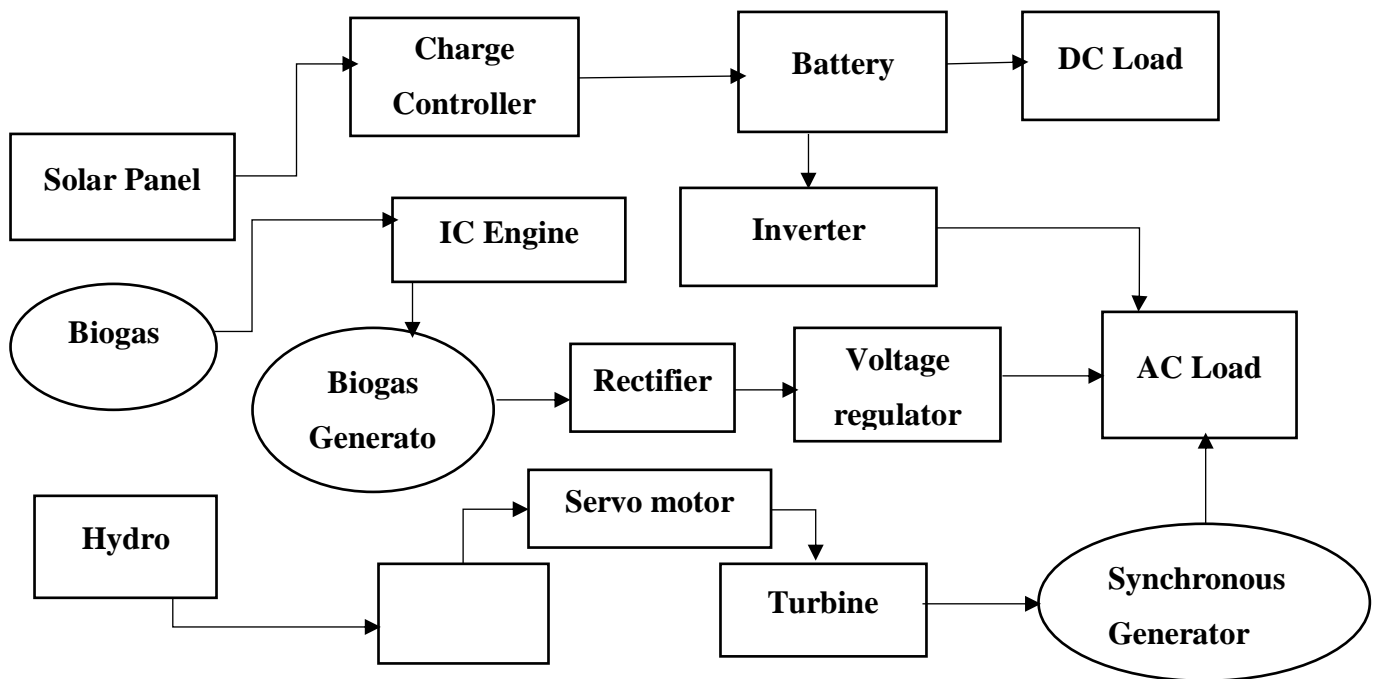 Charge
Controller
Battery
DC Load
Solar Panel
IC Engine
Inverter
Biogas
Biogas
Generato
Rectifier
Voltage
regulator
AC Load
Hydro
Servo motor
Turbine
Synchronous
Generator